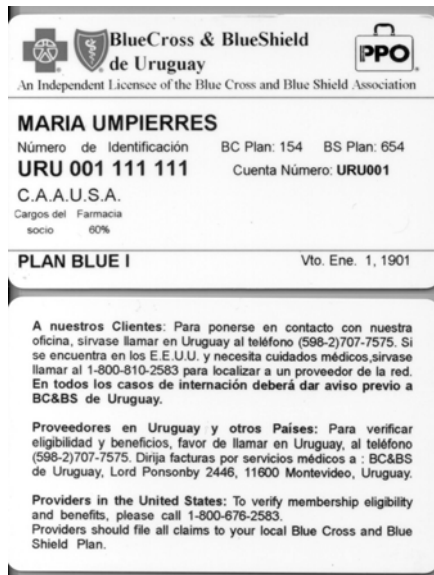 BlueCross & BlueShield
de Uruguay
PPO
An Independent Licensee of the Blue Cross and Blue Shield Association
MARIA UMPIERRES
Número de Identificación BC Plan: 154 BS Plan: 654
URU 001 111 111 Cuenta Número: URU001
C.A.A.U.S.A.
Cargos del Farmacia
socio 60%
PLAN BLUE I Vto. Ene. 1, 1901
A nuestros Clientes: Para ponerse en contacto con nuestra
oficina, sirvase llamar en Uruguay al teléfono (598-2)707-7575. Si
se encuentra en los E.E.U.U. y necesita cuidados médicos,sirvase
llamar al 1-800-810-2583 para localizar a un proveedor de la red.
En todos los casos de internación deberá dar aviso previo a
BC&BS de Uruguay.
Proveedores en Uruguay y otros Países: Para verificar
eligibilidad y beneficios, favor de llamar en Uruguay, al teléfono
(598-2)707-7575. Dirija facturas por servicios médicos a : BC&BS
de Uruguay, Lord Ponsonby 2446, 11600 Montevideo, Uruguay.
Providers in the United States: To verify membership eligibility
and benefits, please call 1-800-676-2583.
Providers should file all claims to your local Blue Cross and Blue
Shield Plan.